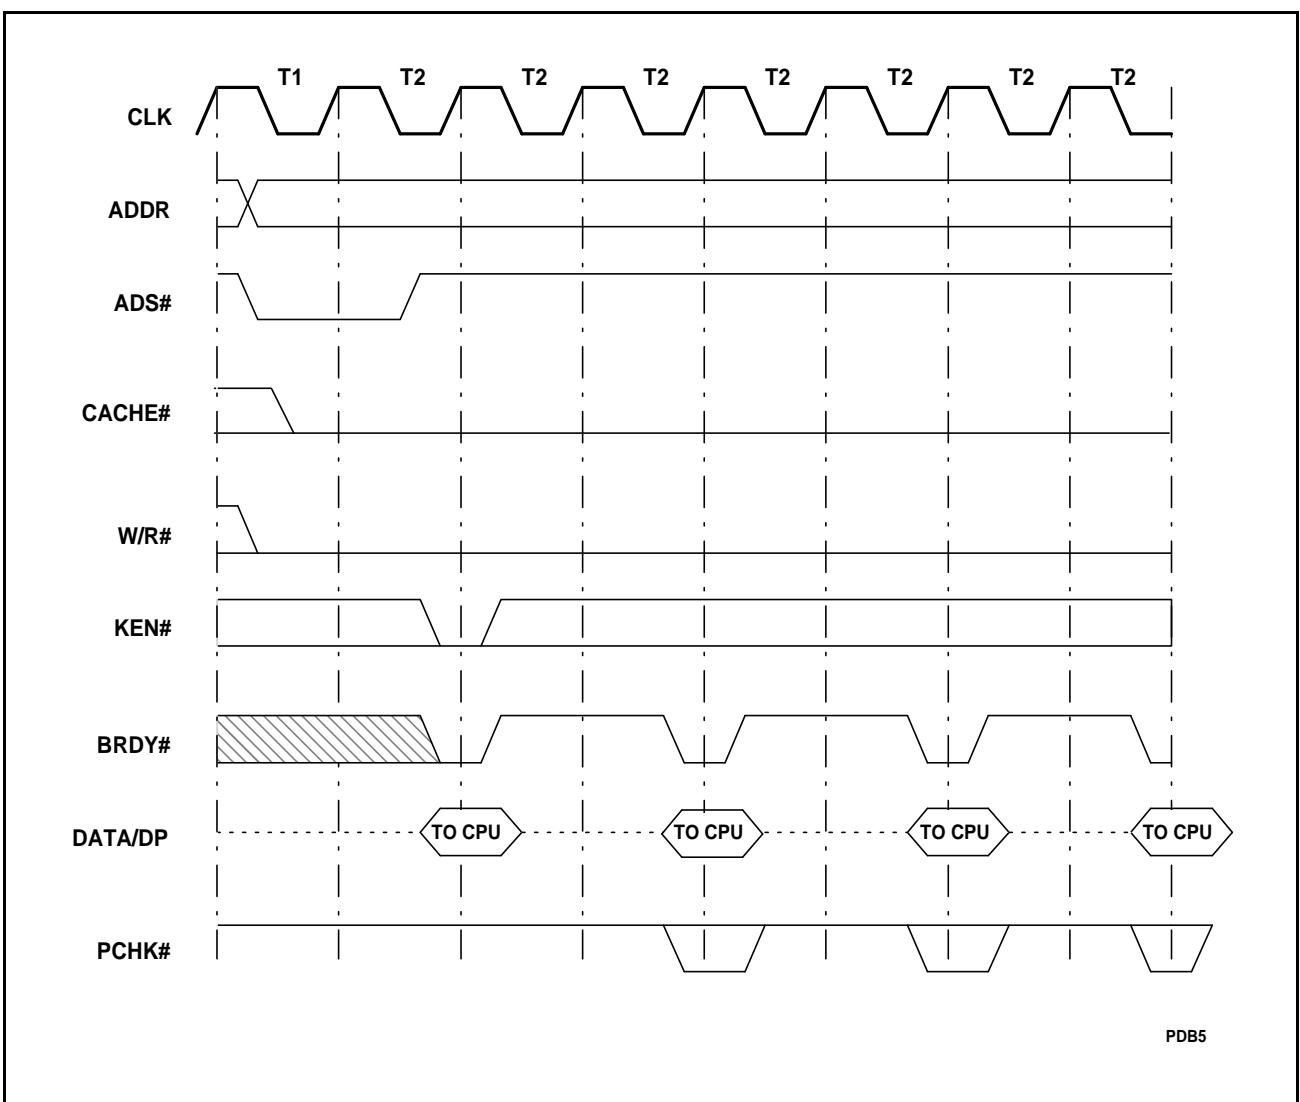 T1 T2 T2 T2 T2 T2 T2 T2
CLK
ADDR
ADS#
CACHE#
W/R#
KEN#
BRDY#
DATA/DP TO CPU TO CPU TO CPU TO CPU
PCHK#
PDB5